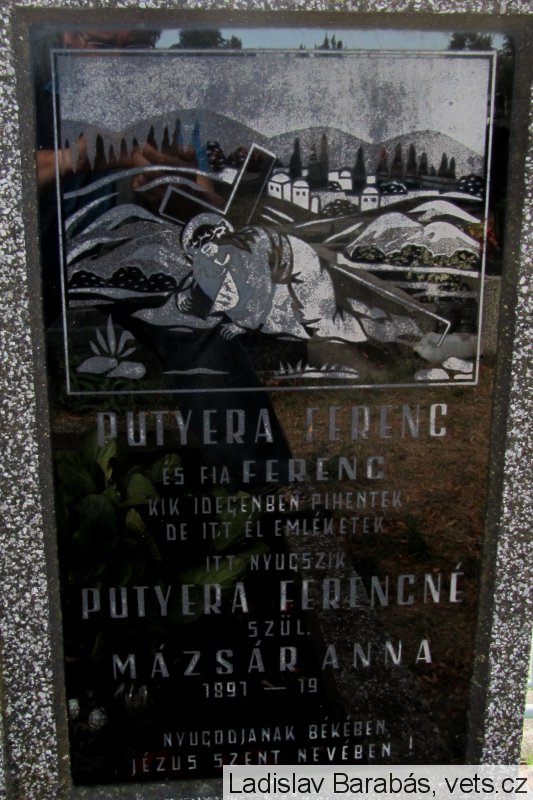 PUTYERA FERENC
ÉS FIA FERENC
KIK IDEGENBEN PIHENTEK
DE ITT ÉL EMLÉKETEK
ITT NYUGSZIK
PUTYERA FERENCNÉ
SZÜL.
MÁZSÁR ANNA
1891 — 19
NYUGODJANAK BÉKÉBEN
JÉZUS SZENT NEVÉBEN !
Ladislav Barabás, vets.cz